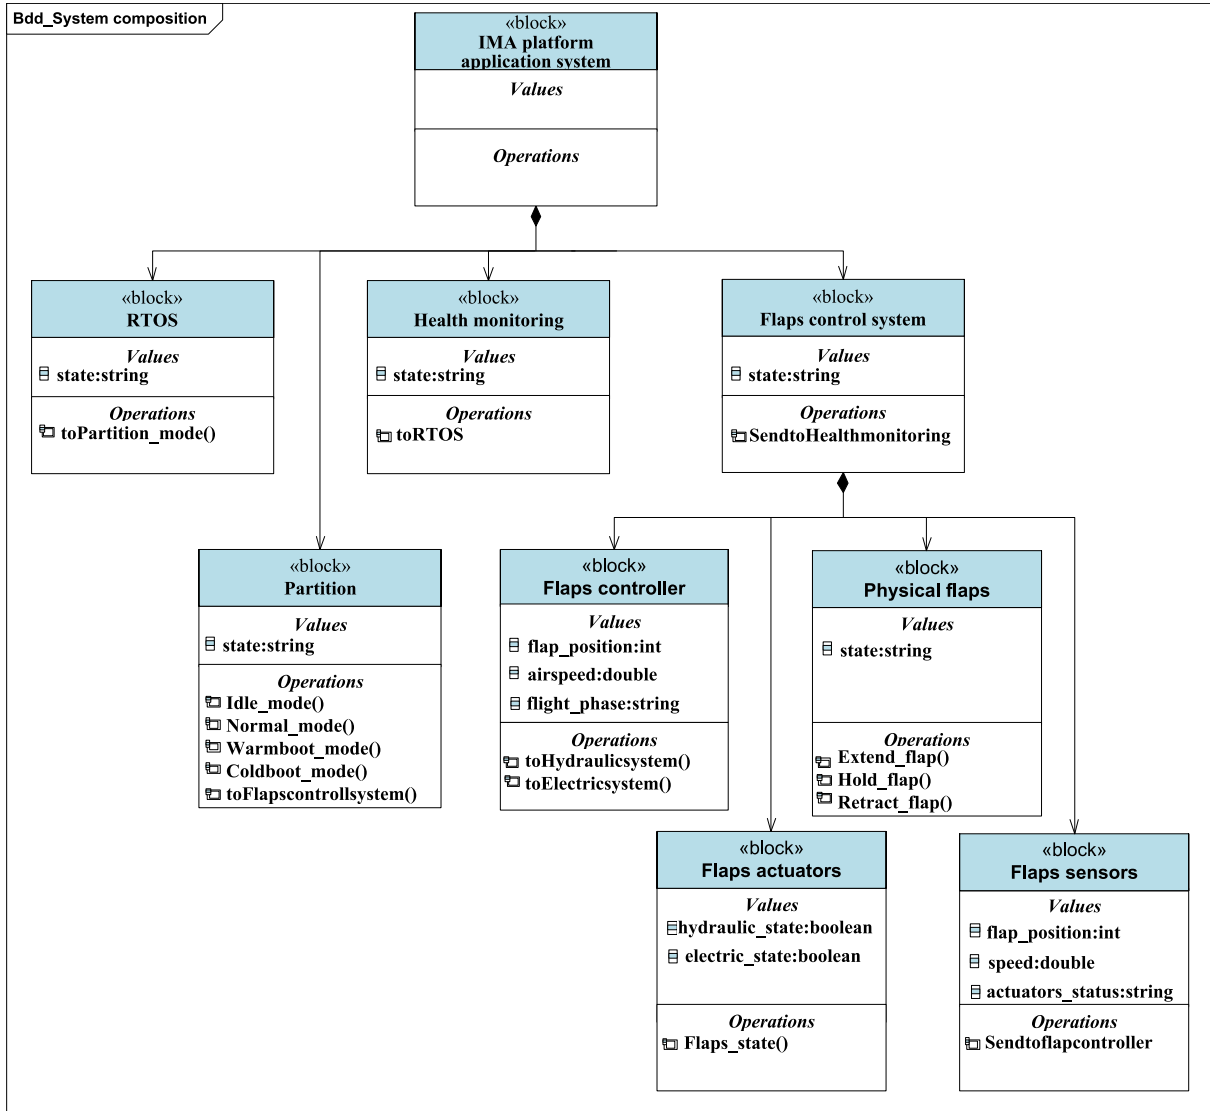 Bdd_System composition
«block»
IMA platform
application system
Values
Operations
«block»
RTOS
Values
state:string
Operations
toPartition_mode()
«block»
Health monitoring
Values
state:string
Operations
toRTOS
«block»
Flaps control system
Values
state:string
Operations
SendtoHealthmonitoring
«block»
Partition
Values
state:string
Operations
Idle_mode()
Normal_mode()
Warmboot_mode()
Coldboot_mode()
toFlapscontrollsystem()
«block»
Flaps controller
Values
flap_position:int
airspeed:double
flight_phase:string
Operations
toHydraulicsystem()
toElectricsystem()
«block»
Physical flaps
Values
state:string
Operations
Extend_flap()
Hold_flap()
Retract_flap()
«block»
Flaps actuators
Values
hydraulic_state:boolean
electric_state:boolean
Operations
Flaps_state()
«block»
Flaps sensors
Values
flap_position:int
speed:double
actuators_status:string
Operations
Sendtoflapcontroller